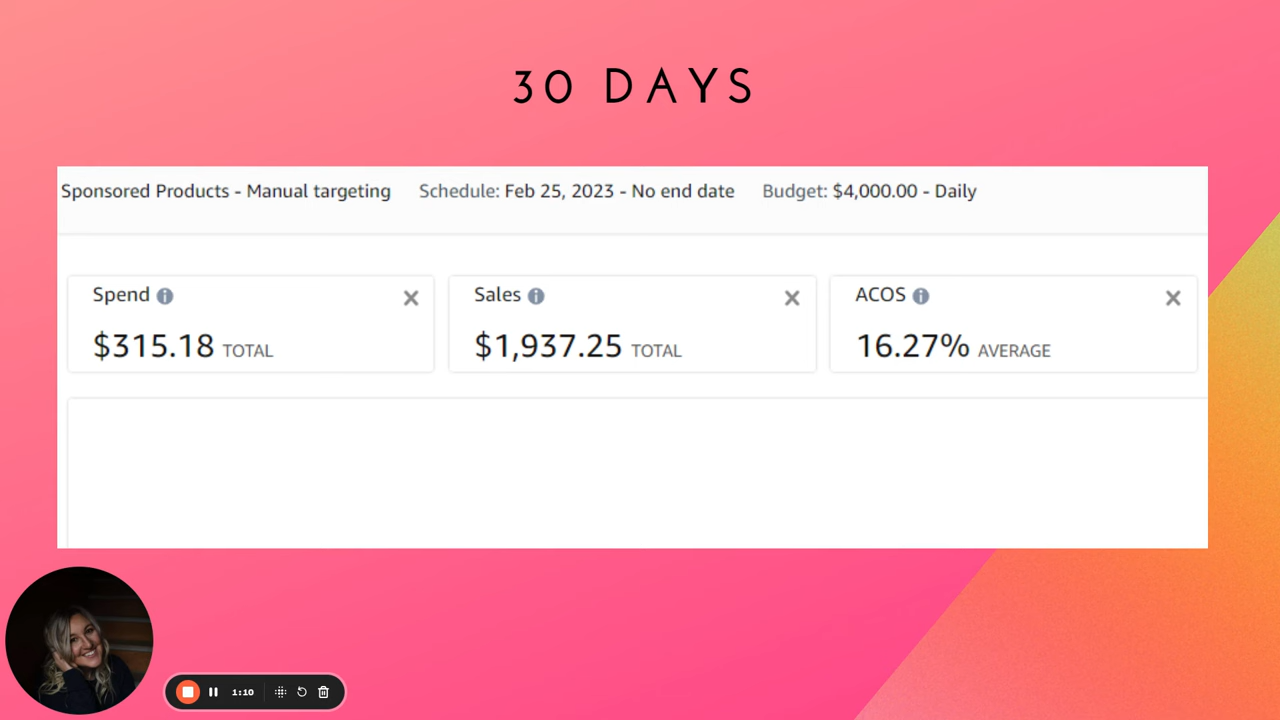 30 DAYS
Sponsored Products - Manual targeting Schedule: Feb 25, 2023 - No end date Budget: $4,000.00 - Daily
Spend Sales ACOS
$315.18 TOTAL $1,937.25 TOTAL 16.27% AVERAGE
1:10